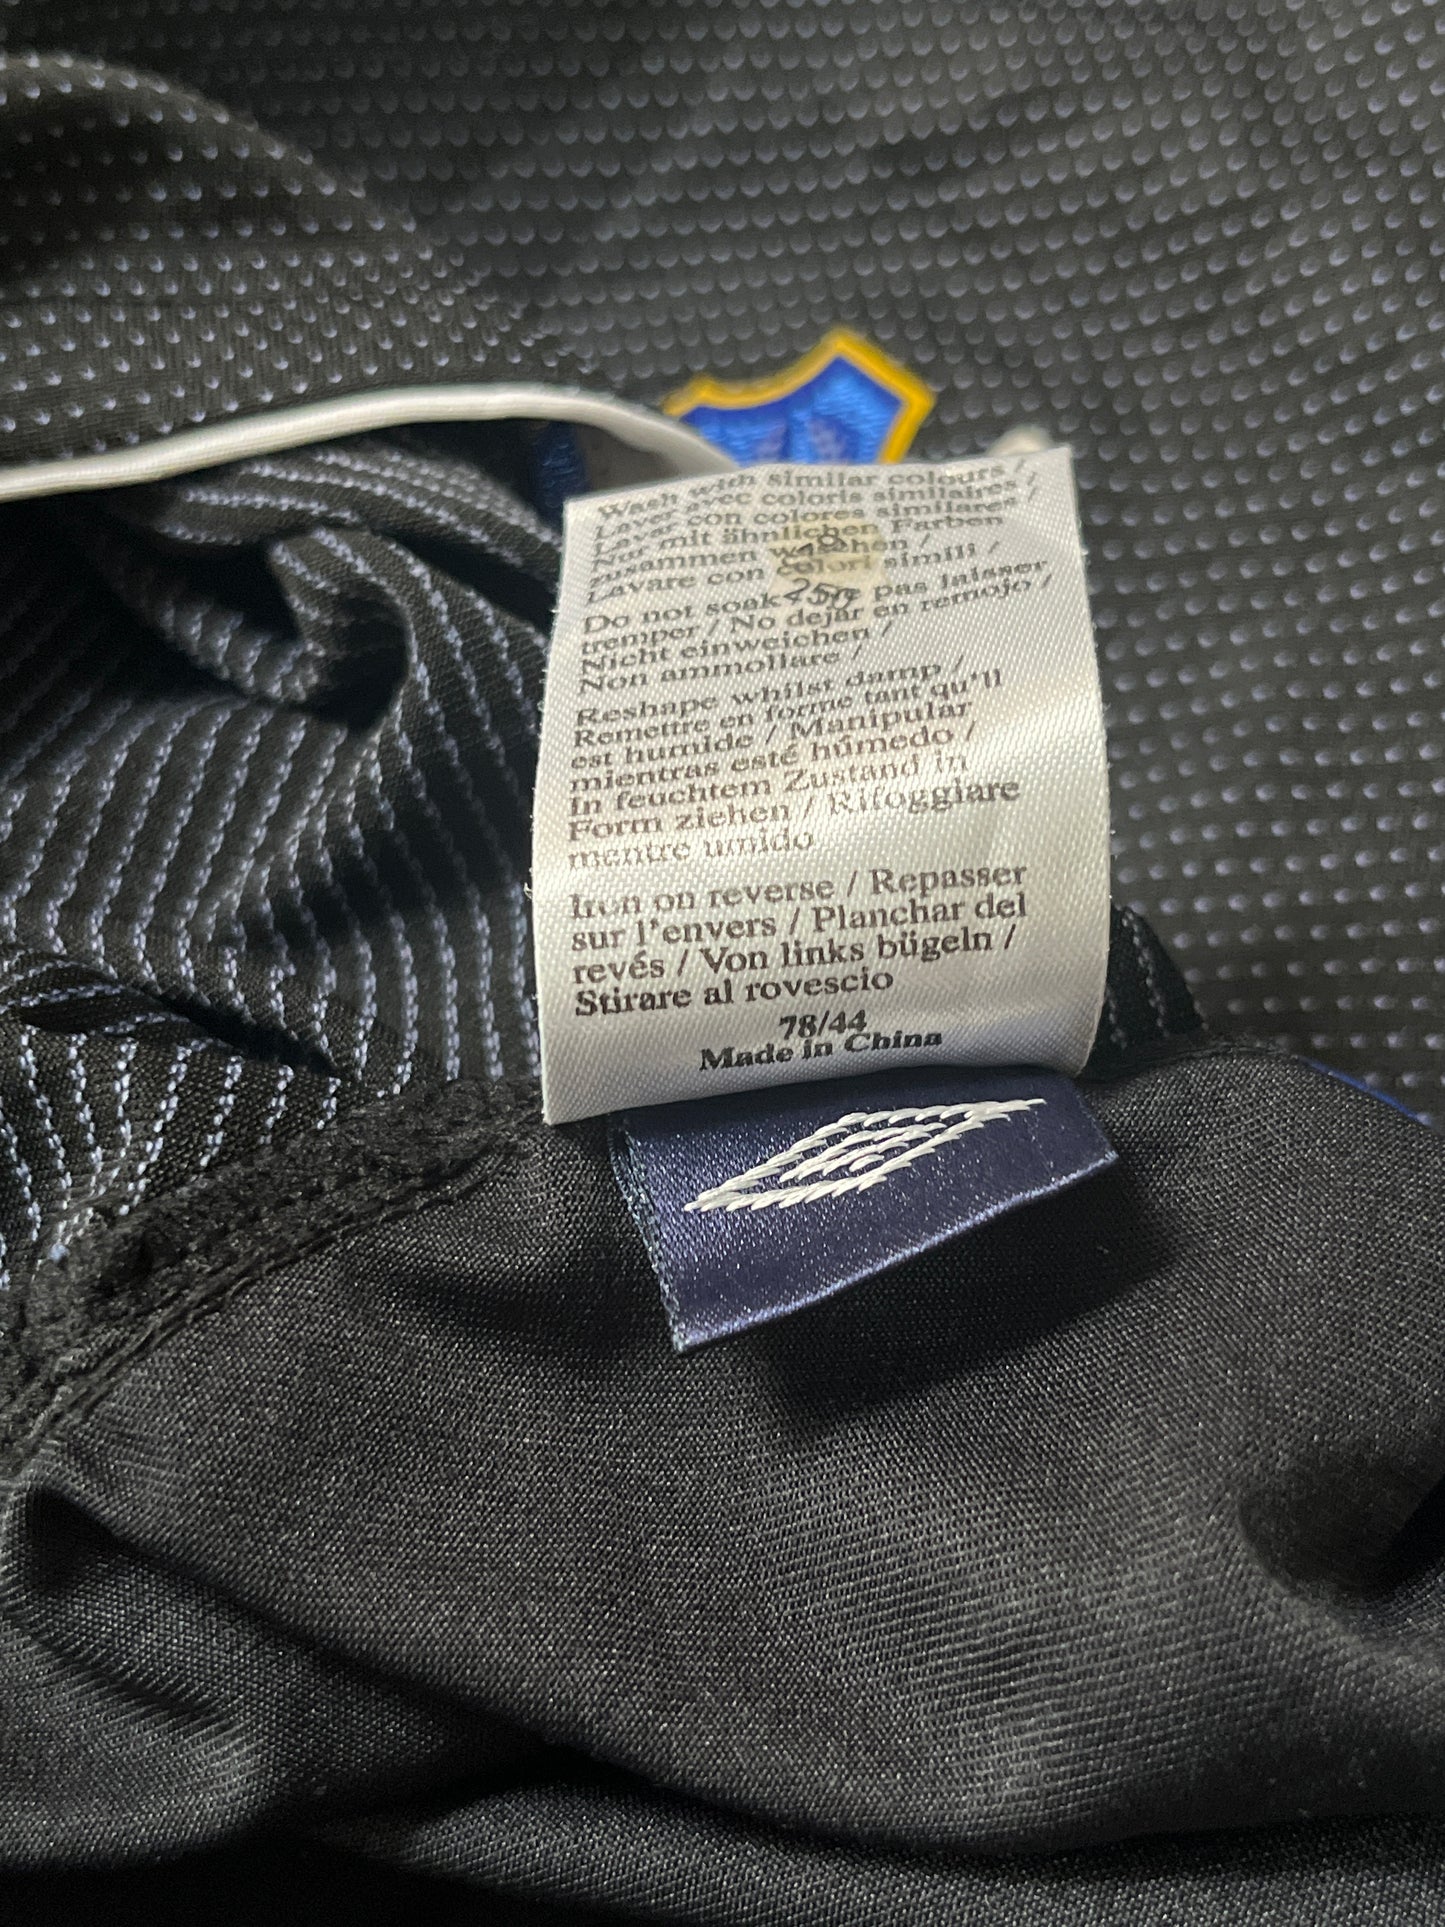 Wash with similar colours /
Laver avec coloris similaires /
Lavar con colores similares /
Nur mit ähnlichen Farben
zusammen waschen /
Lavare con colori simili /
Do not soak / Ne pas laisser
tremper / No dejar en remojo /
Nicht einweichen /
Non ammollare /
Reshape whilst damp /
Remettre en forme tant qu'il
est humide / Manipular
mientras esté húmedo /
In feuchtem Zustand in
Form ziehen / Rifoggiare
mentre umido
Iron on reverse / Repasser
sur l'envers / Planchar del
revés / Von links bügeln /
Stirare al rovescio
78/44
Made in China